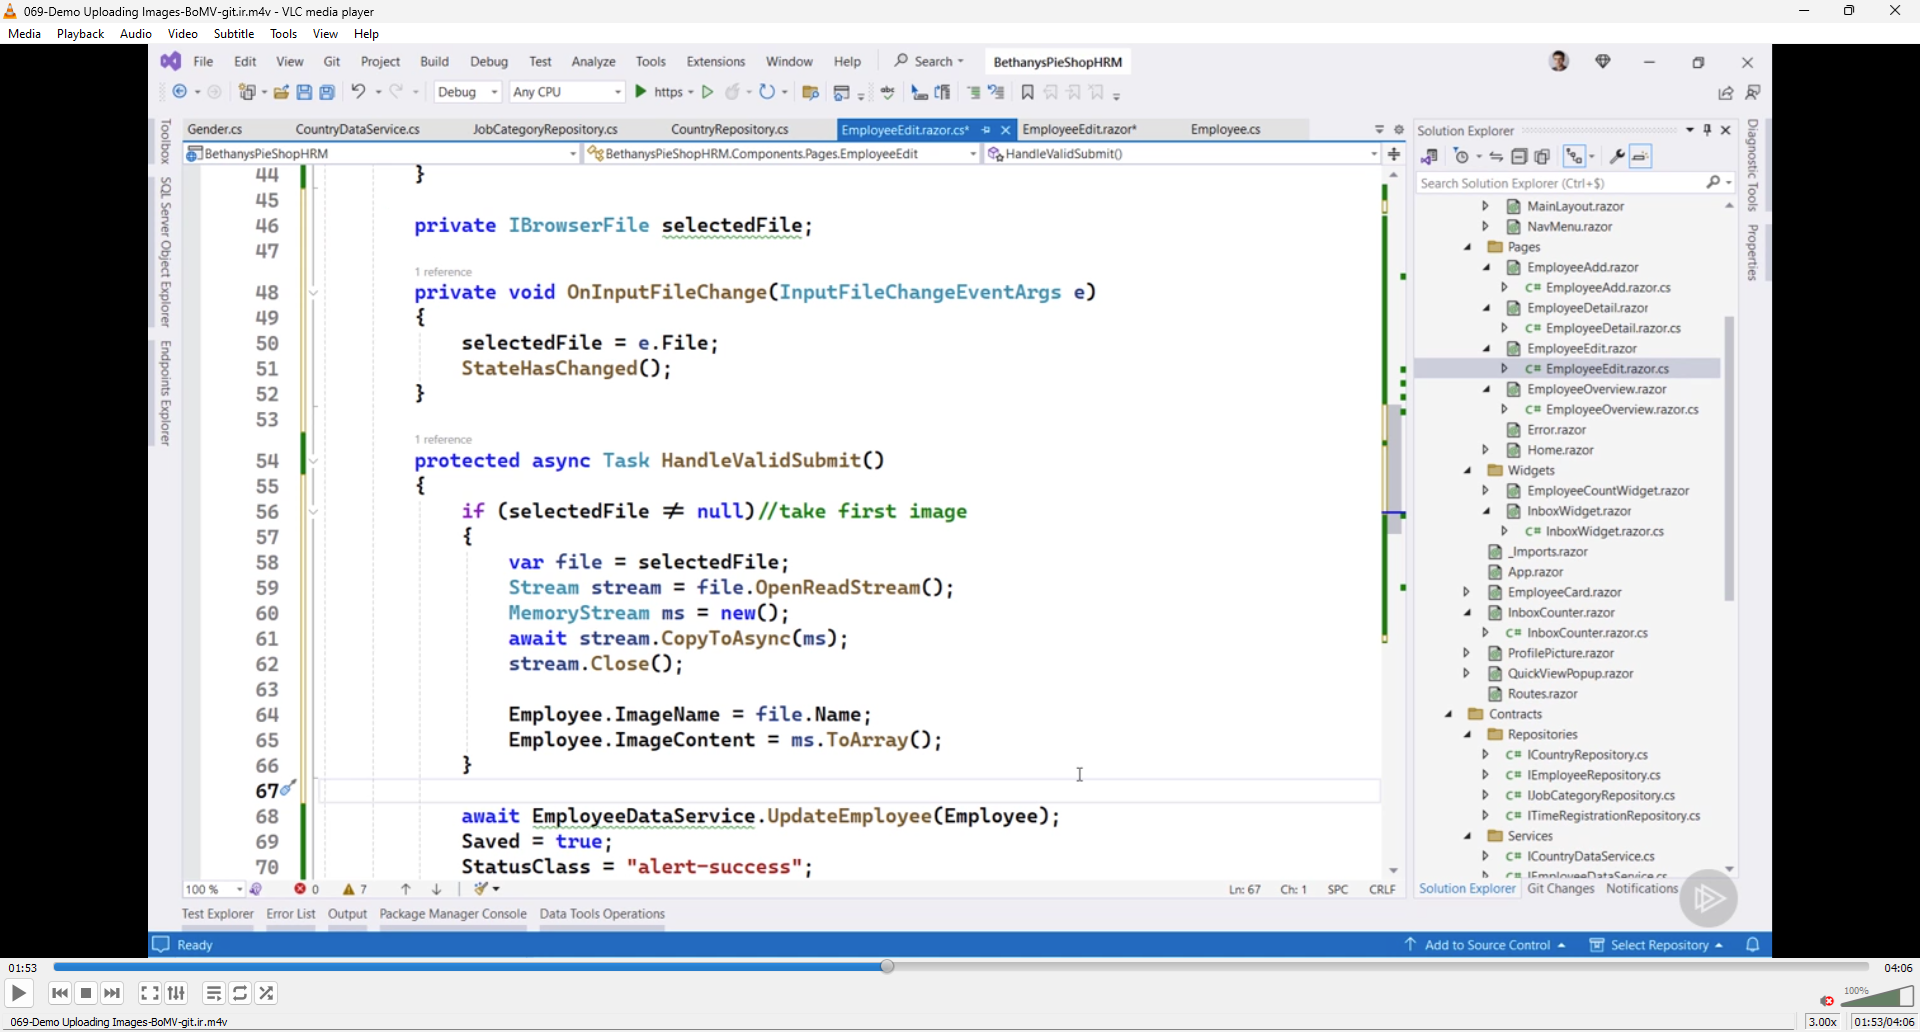 069-Demo Uploading Images-BoMV-git.ir.m4v - VLC media player
Media Playback Audio Video Subtitle Tools View Help
File Edit View Git Project Build Debug Test Analyze Tools Extensions Window Help Search BethanysPieShopHRM
Debug Any CPU https
Gender.cs CountryDataService.cs JobCategoryRepository.cs CountryRepository.cs EmployeeEdit.razor.cs* EmployeeEdit.razor* Employee.cs
BethanysPieShopHRM BethanysPieShopHRM.Components.Pages.EmployeeEdit HandleValidSubmit()
Toolbox
SQL Server Object Explorer
Endpoints Explorer
44 }
45
46 private IBrowserFile selectedFile;
47
1 reference
48 private void OnInputFileChange(InputFileChangeEventArgs e)
49 {
50 selectedFile = e.File;
51 StateHasChanged();
52 }
53
1 reference
54 protected async Task HandleValidSubmit()
55 {
56 if (selectedFile ≠ null)//take first image
57 {
58 var file = selectedFile;
59 Stream stream = file.OpenReadStream();
60 MemoryStream ms = new();
61 await stream.CopyToAsync(ms);
62 stream.Close();
63
64 Employee.ImageName = file.Name;
65 Employee.ImageContent = ms.ToArray();
66 }
67
68 await EmployeeDataService.UpdateEmployee(Employee);
69 Saved = true;
70 StatusClass = "alert-success";
100 % 0 7 Ln: 67 Ch: 1 SPC CRLF
Solution Explorer
Search Solution Explorer (Ctrl+$)
MainLayout.razor
NavMenu.razor
Pages
EmployeeAdd.razor
C# EmployeeAdd.razor.cs
EmployeeDetail.razor
C# EmployeeDetail.razor.cs
EmployeeEdit.razor
C# EmployeeEdit.razor.cs
EmployeeOverview.razor
C# EmployeeOverview.razor.cs
Error.razor
Home.razor
Widgets
EmployeeCountWidget.razor
InboxWidget.razor
C# InboxWidget.razor.cs
_Imports.razor
App.razor
EmployeeCard.razor
InboxCounter.razor
C# InboxCounter.razor.cs
ProfilePicture.razor
QuickViewPopup.razor
Routes.razor
Contracts
Repositories
C# ICountryRepository.cs
C# IEmployeeRepository.cs
C# IJobCategoryRepository.cs
C# ITimeRegistrationRepository.cs
Services
C# ICountryDataService.cs
C# IEmployeeDataService.cs
Solution Explorer Git Changes Notifications
Diagnostic Tools
Properties
Test Explorer Error List Output Package Manager Console Data Tools Operations
Ready Add to Source Control Select Repository
01:53 04:06
100%
069-Demo Uploading Images-BoMV-git.ir.m4v 3.00x 01:53/04:06